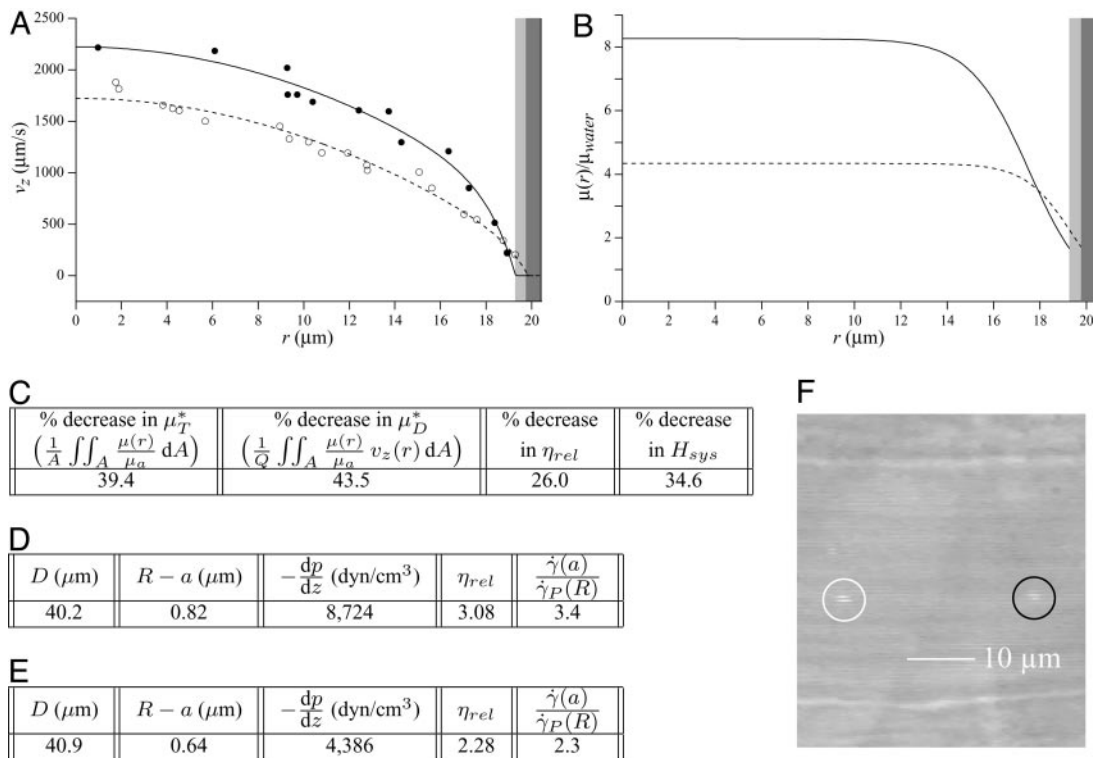 A
2500
2000
1500
1000
500
0
v_z (μm/s)
0 2 4 6 8 10 12 14 16 18 20
r (μm)
B
8
6
4
2
0
μ(r)/μ_water
0 2 4 6 8 10 12 14 16 18 20
r (μm)
C
% decrease in μ*_T % decrease in μ*_D % decrease % decrease
(1/A ∬_A μ(r)/μ_a dA) (1/Q ∬_A μ(r)/μ_a v_z(r) dA) in η_rel in H_sys
39.4 43.5 26.0 34.6
D
D (μm) R − a (μm) −dp/dz (dyn/cm³) η_rel γ̇(a)/γ̇_P(R)
40.2 0.82 8,724 3.08 3.4
E
D (μm) R − a (μm) −dp/dz (dyn/cm³) η_rel γ̇(a)/γ̇_P(R)
40.9 0.64 4,386 2.28 2.3
F
10 μm